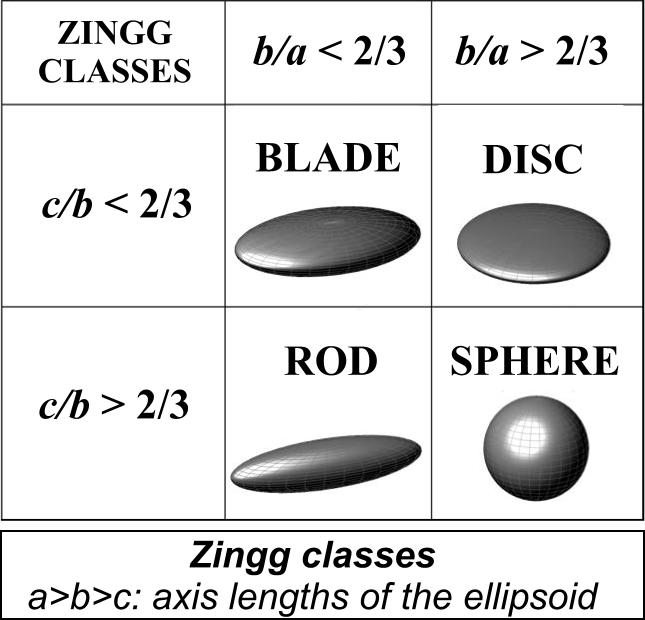 ZINGG
CLASSES
b/a < 2/3
b/a > 2/3
c/b < 2/3
BLADE
DISC
c/b > 2/3
ROD
SPHERE
Zingg classes
a>b>c: axis lengths of the ellipsoid